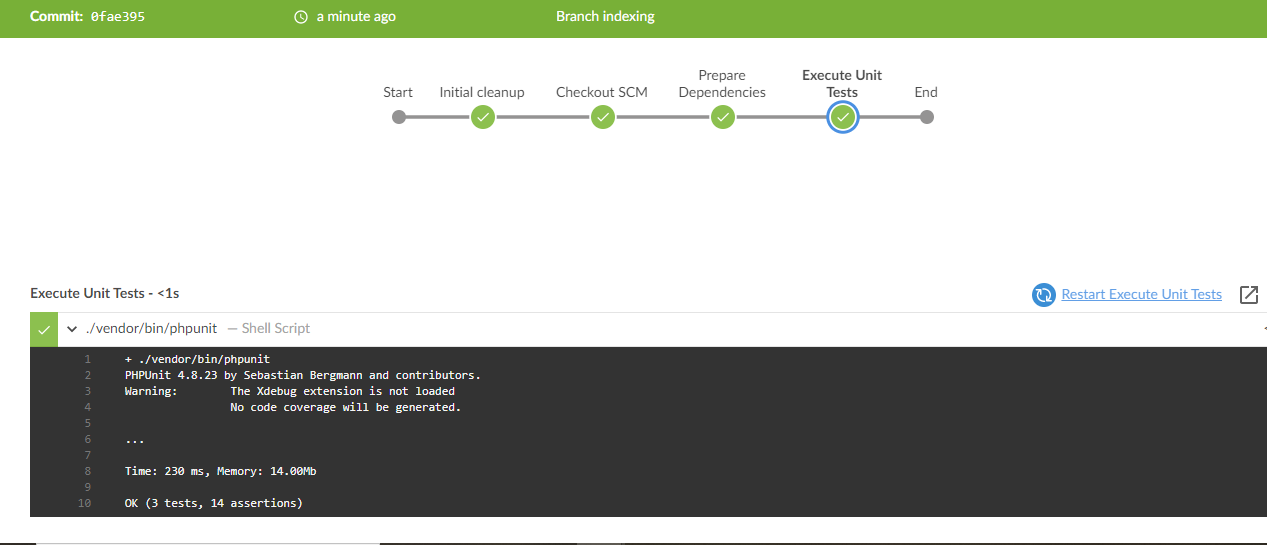 Commit: 0fae395 a minute ago Branch indexing
Start Initial cleanup Checkout SCM Prepare Dependencies Execute Unit Tests End
Execute Unit Tests - <1s Restart Execute Unit Tests
./vendor/bin/phpunit — Shell Script
1 + ./vendor/bin/phpunit
2 PHPUnit 4.8.23 by Sebastian Bergmann and contributors.
3 Warning: The Xdebug extension is not loaded
4 No code coverage will be generated.
5
6 ...
7
8 Time: 230 ms, Memory: 14.00Mb
9
10 OK (3 tests, 14 assertions)